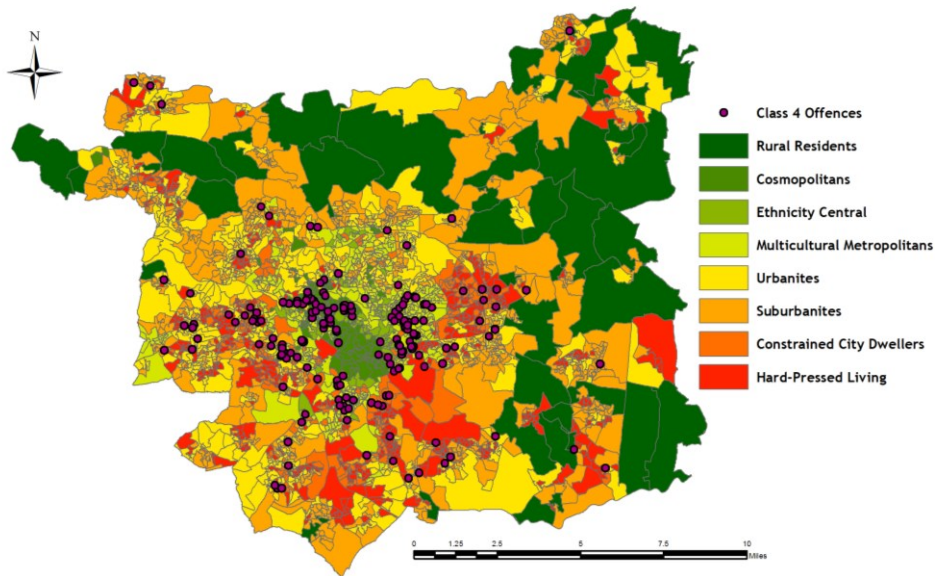 N
Class 4 Offences
Rural Residents
Cosmopolitans
Ethnicity Central
Multicultural Metropolitans
Urbanites
Suburbanites
Constrained City Dwellers
Hard-Pressed Living
0 1.25 2.5 5 7.5 10
Miles